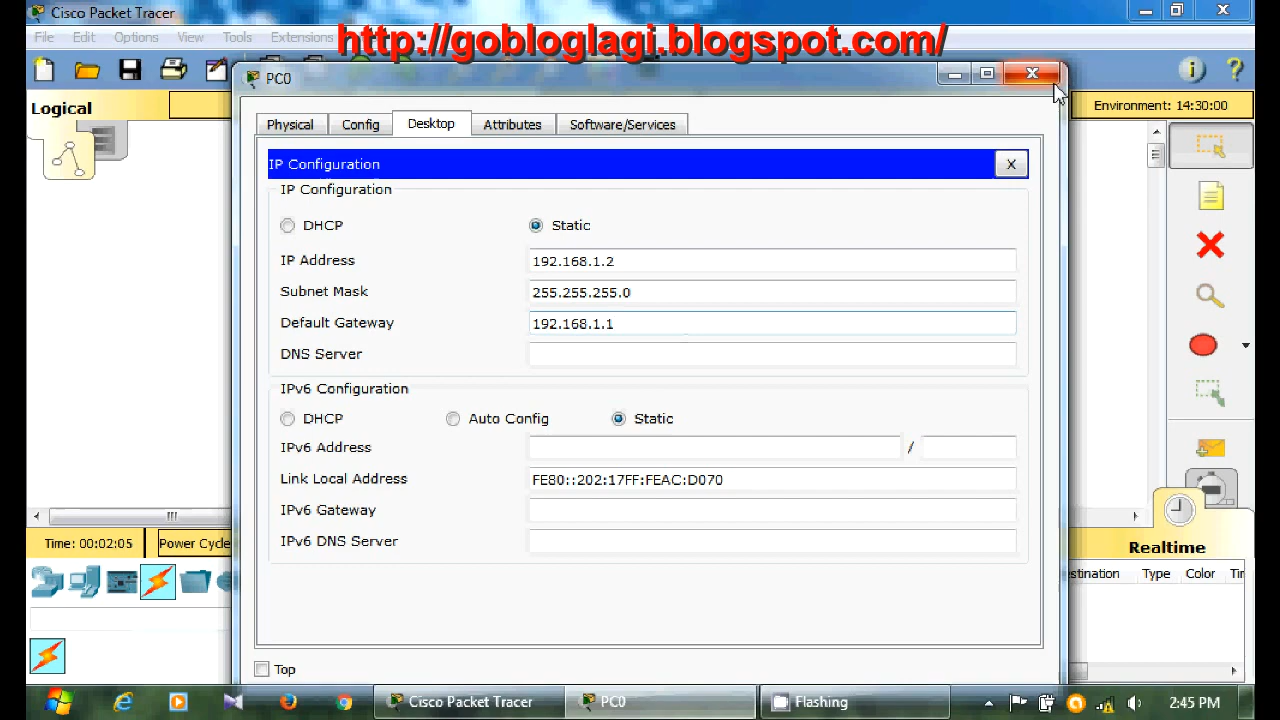 Cisco Packet Tracer
File Edit Options View Tools Extensions
http://gobloglagi.blogspot.com/
PC0
Logical
Environment: 14:30:00
Physical Config Desktop Attributes Software/Services
IP Configuration X
IP Configuration
DHCP Static
IP Address 192.168.1.2
Subnet Mask 255.255.255.0
Default Gateway 192.168.1.1
DNS Server
IPv6 Configuration
DHCP Auto Config Static
IPv6 Address /
Link Local Address FE80::202:17FF:FEAC:D070
IPv6 Gateway
IPv6 DNS Server
Time: 00:02:05 Power Cycle
Realtime
stination Type Color Tir
Top
Cisco Packet Tracer PC0 Flashing 2:45 PM